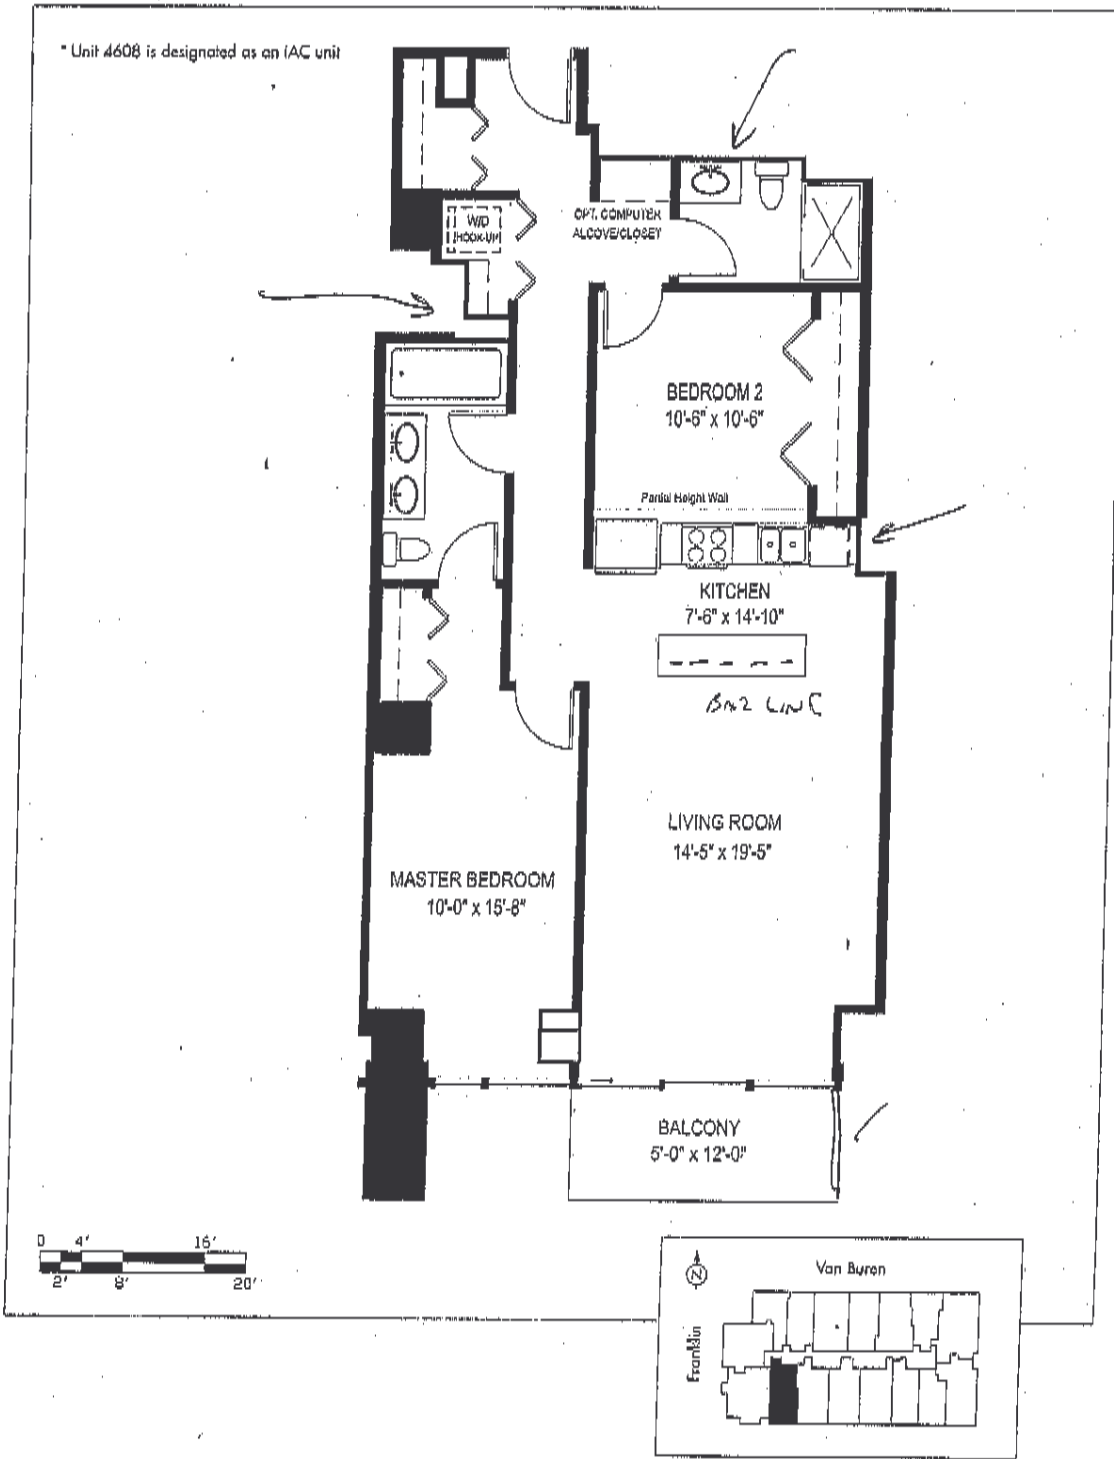 * Unit 4608 is designated as an IAC unit
W/D
HOOK-UP
OPT. COMPUTER
ALCOVE/CLOSET
BEDROOM 2
10'-6" x 10'-6"
Partial Height Wall
KITCHEN
7'-6" x 14'-10"
LINE
LIVING ROOM
14'-5" x 19'-5"
MASTER BEDROOM
10'-0" x 15'-8"
BALCONY
5'-0" x 12'-0"
0 4' 16'
2' 8' 20'
N
Van Buren
Franklin